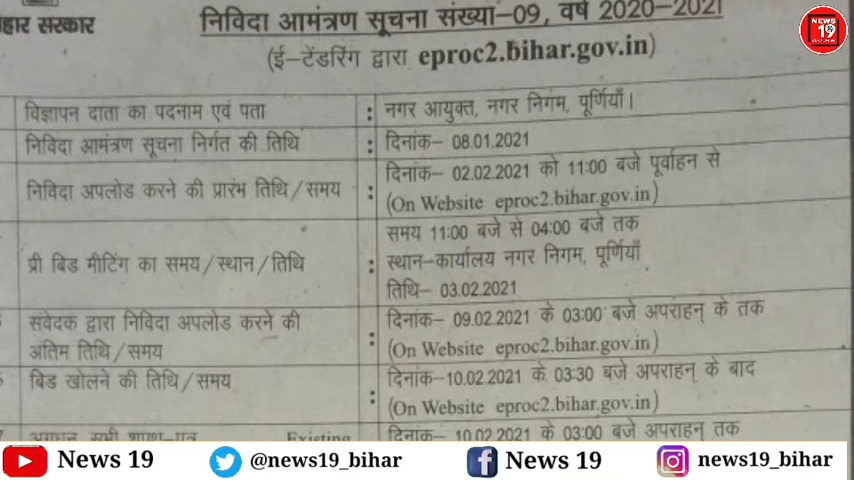 हार सरकार
निविदा आमंत्रण सूचना संख्या-09, वर्ष 2020-2021
(ई-टेंडरिंग द्वारा eproc2.bihar.gov.in)
NEWS
19
विज्ञापन दाता का पदनाम एवं पता : नगर आयुक्त, नगर निगम, पूर्णियाँ।
निविदा आमंत्रण सूचना निर्गत की तिथि : दिनांक- 08.01.2021
निविदा अपलोड करने की प्रारंभ तिथि/समय : दिनांक- 02.02.2021 को 11:00 बजे पूर्वाहन से
(On Website eproc2.bihar.gov.in)
प्री बिड मीटिंग का समय/स्थान/तिथि : समय 11:00 बजे से 04:00 बजे तक
स्थान-कार्यालय नगर निगम, पूर्णियाँ
तिथि- 03.02.2021
संवेदक द्वारा निविदा अपलोड करने की
अंतिम तिथि/समय : दिनांक- 09.02.2021 के 03:00 बजे अपराहन् के तक
(On Website eproc2.bihar.gov.in)
बिड खोलने की तिथि/समय : दिनांक-10.02.2021 के 03:30 बजे अपराहन् के बाद
(On Website eproc2.bihar.gov.in)
Existing दिनांक- 10.02.2021 के 03:00 बजे अपराहन् तक
News 19 @news19_bihar News 19 news19_bihar